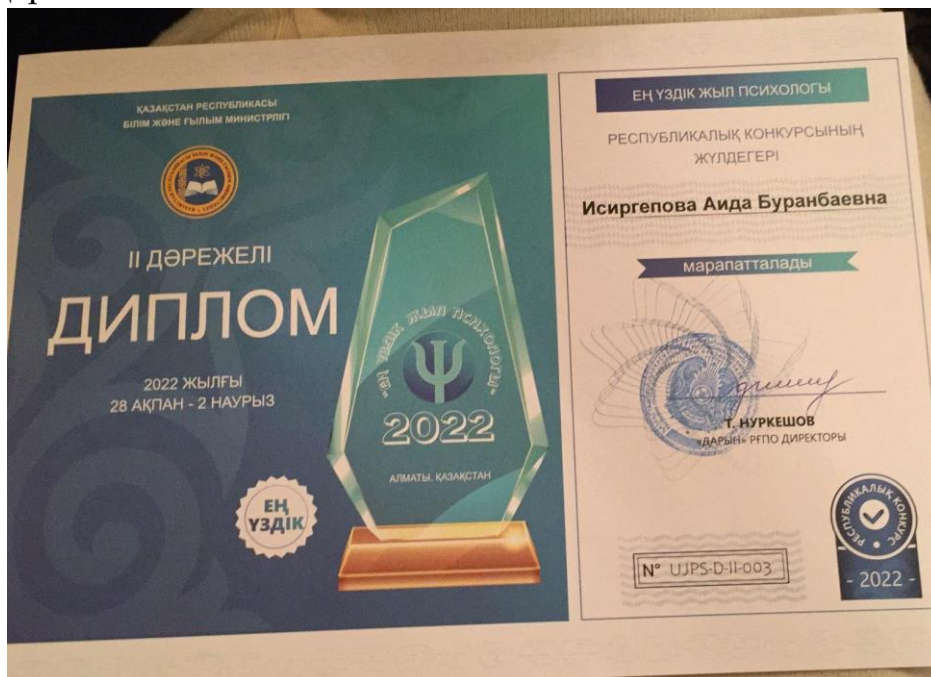 ҚАЗАҚСТАН РЕСПУБЛИКАСЫ
БІЛІМ ЖӘНЕ ҒЫЛЫМ МИНИСТРЛІГІ
II ДӘРЕЖЕЛІ
ДИПЛОМ
2022 ЖЫЛҒЫ
28 АҚПАН - 2 НАУРЫЗ
ЕҢ
ҮЗДІК
"ЕҢ ҮЗДІК ЖЫЛ ПСИХОЛОГЫ"
2022
АЛМАТЫ, ҚАЗАҚСТАН
ЕҢ ҮЗДІК ЖЫЛ ПСИХОЛОГЫ
РЕСПУБЛИКАЛЫҚ КОНКУРСЫНЫҢ
ЖҮЛДЕГЕРІ
Исиргепова Аида Буранбаевна
марапатталады
Т. НУРКЕШОВ
«ДАРЫН» РҒПО ДИРЕКТОРЫ
N° UJPS-D-II-003
РЕСПУБЛИКАЛЫҚ КОНКУРС
- 2022 -